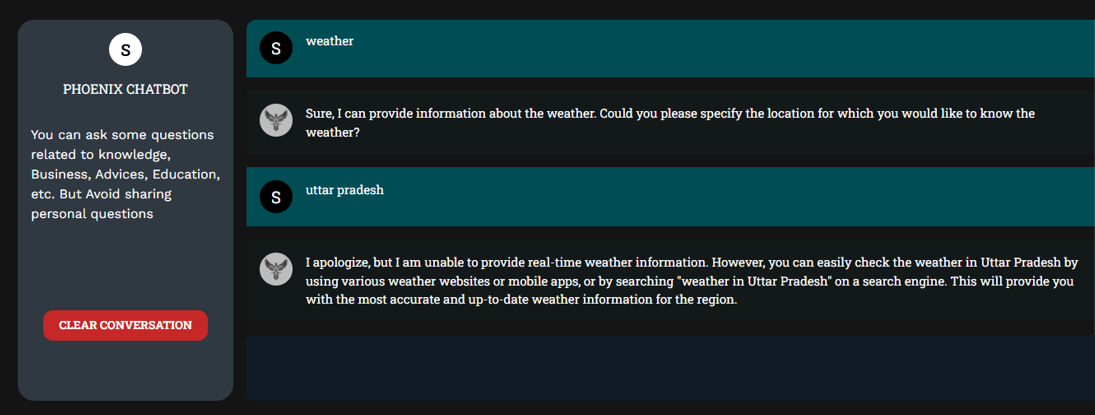 S
PHOENIX CHATBOT
You can ask some questions
related to knowledge,
Business, Advices, Education,
etc. But Avoid sharing
personal questions
CLEAR CONVERSATION
S
weather
Sure, I can provide information about the weather. Could you please specify the location for which you would like to know the
weather?
S
uttar pradesh
I apologize, but I am unable to provide real-time weather information. However, you can easily check the weather in Uttar Pradesh by
using various weather websites or mobile apps, or by searching "weather in Uttar Pradesh" on a search engine. This will provide you
with the most accurate and up-to-date weather information for the region.